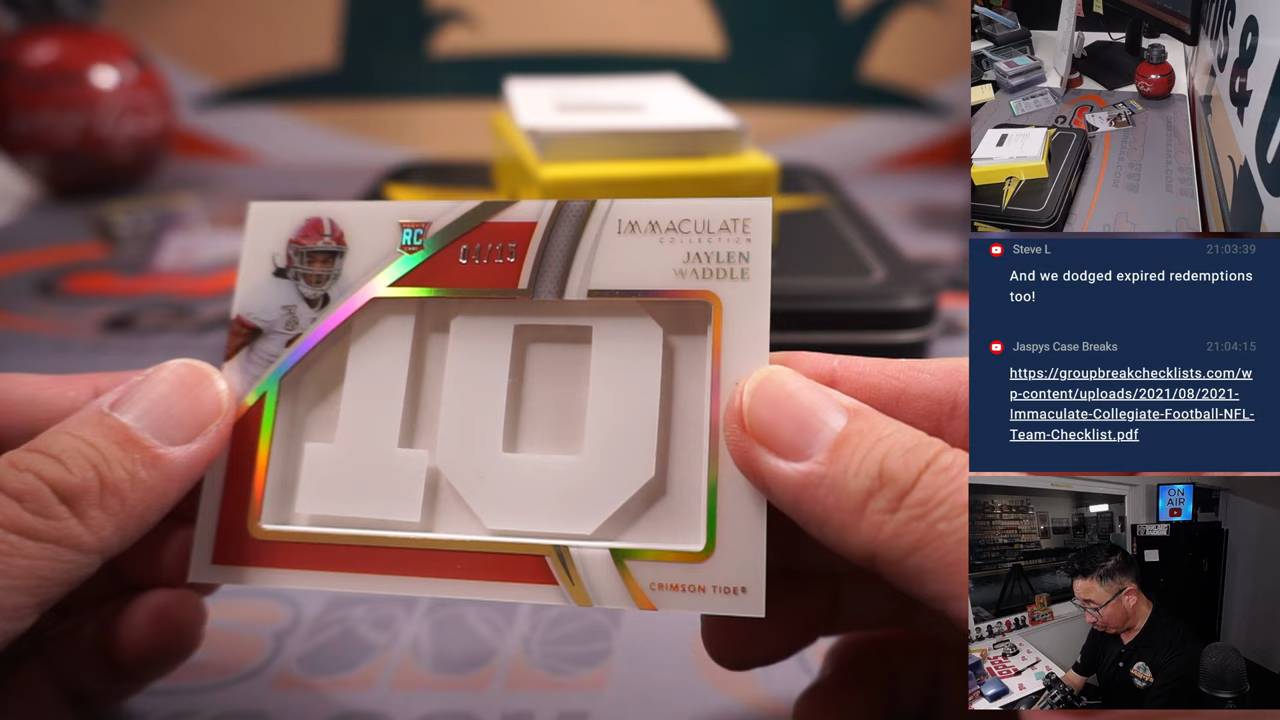 IMMACULATE
COLLECTION
JAYLEN
WADDLE
RC
04/15
10
CRIMSON TIDE®
Steve L 21:03:39
And we dodged expired redemptions
too!
Jaspys Case Breaks 21:04:15
https://groupbreakchecklists.com/w
p-content/uploads/2021/08/2021-
Immaculate-Collegiate-Football-NFL-
Team-Checklist.pdf
ON
AIR